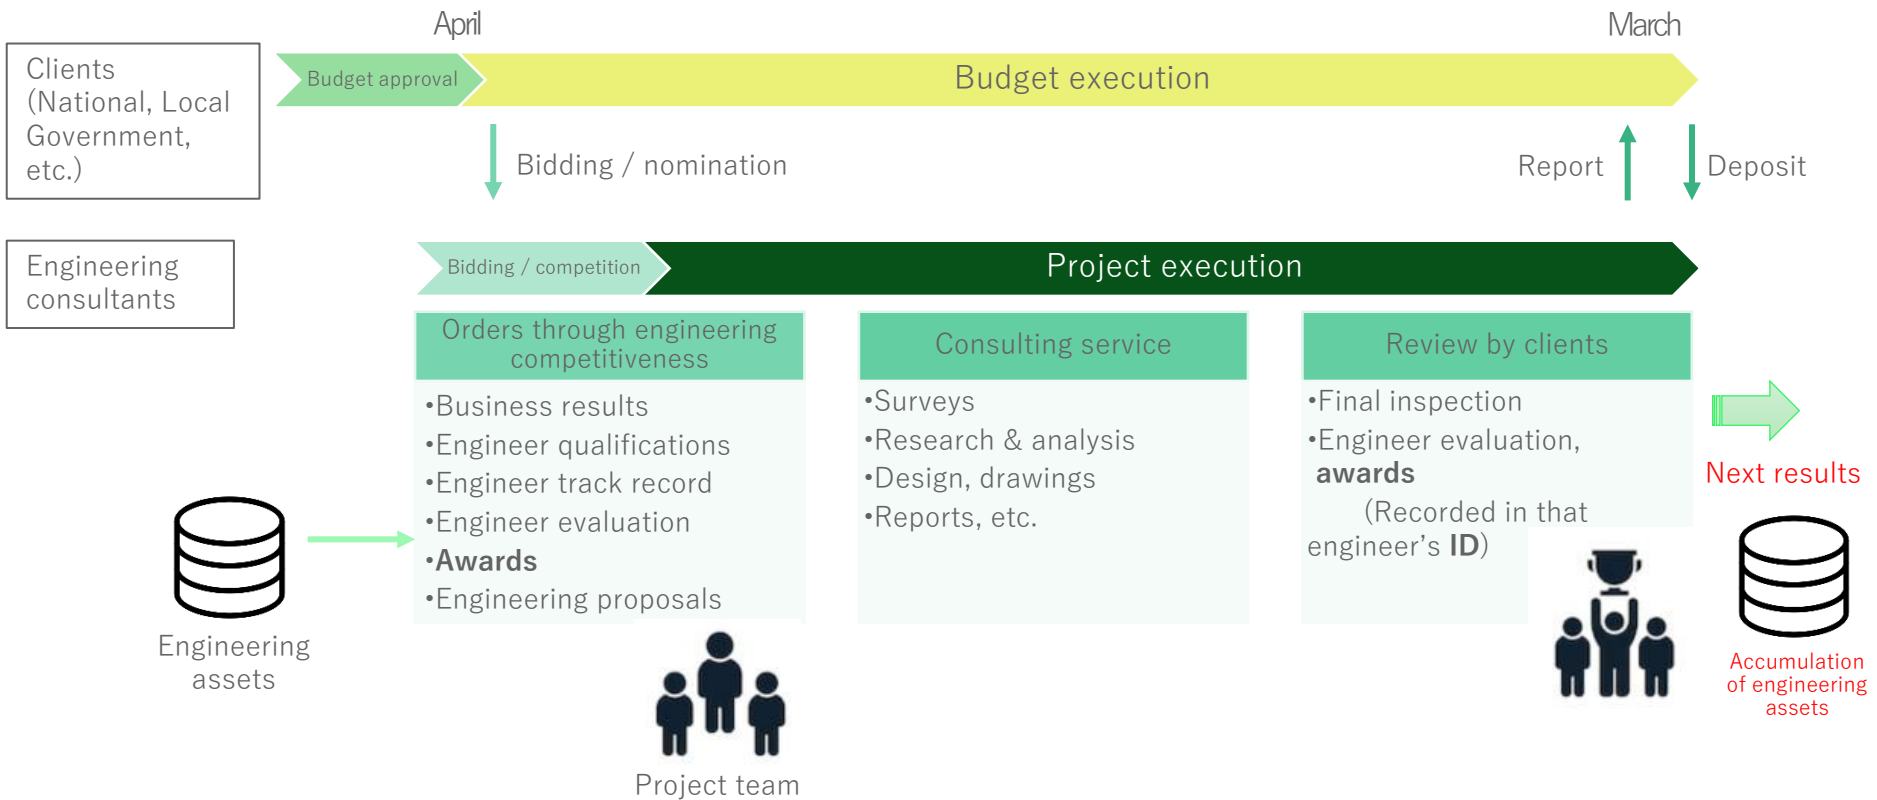 April
March
Clients
(National, Local
Government,
etc.)
Budget approval
Budget execution
Bidding / nomination
Report
Deposit
Engineering
consultants
Bidding / competition
Project execution
Orders through engineering
competitiveness
•Business results
•Engineer qualifications
•Engineer track record
•Engineer evaluation
•Awards
•Engineering proposals
Consulting service
•Surveys
•Research & analysis
•Design, drawings
•Reports, etc.
Review by clients
•Final inspection
•Engineer evaluation,
awards
(Recorded in that
engineer’s ID)
Next results
Engineering
assets
Accumulation
of engineering
assets
Project team